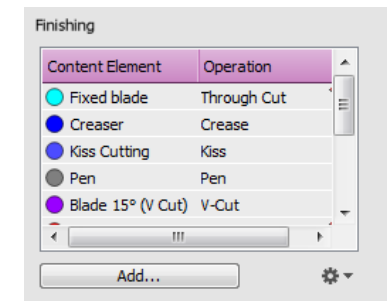 Finishing
Content Element Operation
Fixed blade Through Cut
Creaser Crease
Kiss Cutting Kiss
Pen Pen
Blade 15° (V Cut) V-Cut
Add...